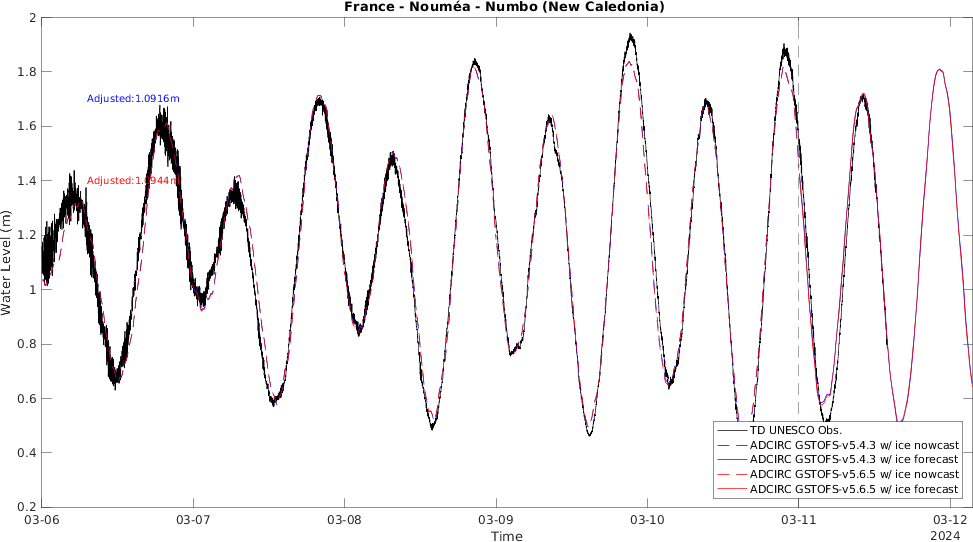 France - Nouméa - Numbo (New Caledonia)
2
1.8
1.6
1.4
1.2
1
0.8
0.6
0.4
0.2
Water Level (m)
Adjusted:1.0916m
Adjusted:1.0944m
TD UNESCO Obs.
ADCIRC GSTOFS-v5.4.3 w/ ice nowcast
ADCIRC GSTOFS-v5.4.3 w/ ice forecast
ADCIRC GSTOFS-v5.6.5 w/ ice nowcast
ADCIRC GSTOFS-v5.6.5 w/ ice forecast
03-06 03-07 03-08 03-09 03-10 03-11 03-12
Time
2024